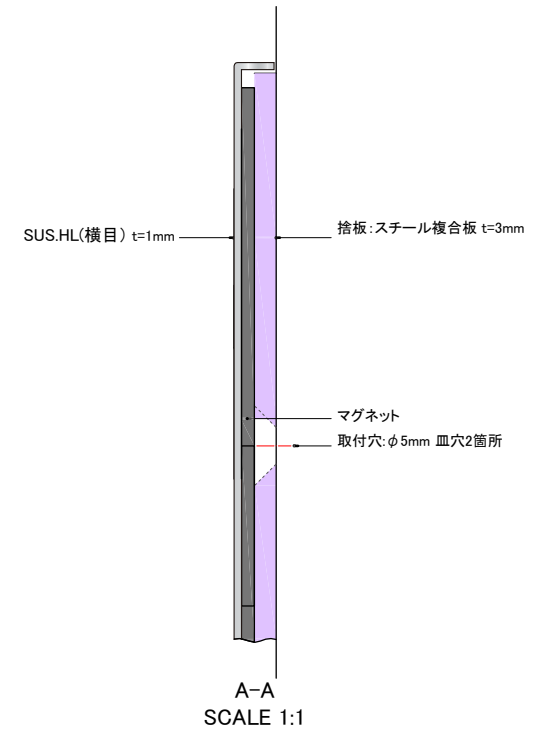 SUS.HL(横目) t=1mm
捨板:スチール複合板 t=3mm
マグネット
取付穴:φ5mm 皿穴2箇所
A-A
SCALE 1:1